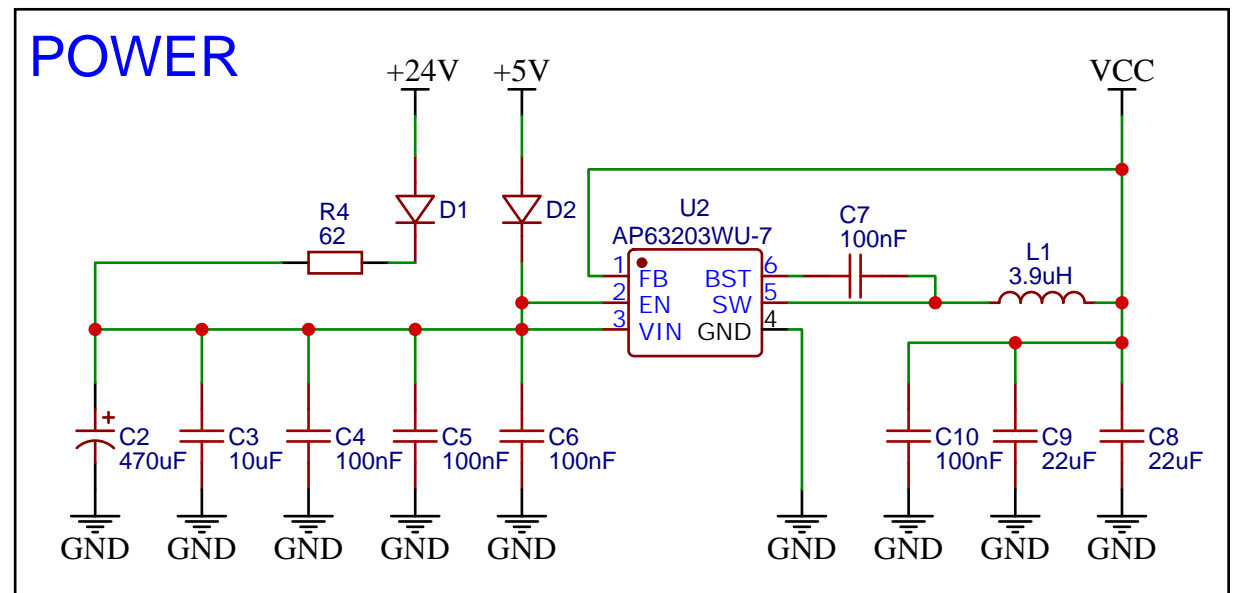 POWER
+24V
+5V
VCC
R4
62
D1
D2
U2
AP63203WU-7
C7
100nF
L1
3.9uH
1
FB
BST
6
2
EN
SW
5
3
VIN
GND
4
+
C2
470uF
C3
10uF
C4
100nF
C5
100nF
C6
100nF
C10
100nF
C9
22uF
C8
22uF
GND
GND
GND
GND
GND
GND
GND
GND
GND